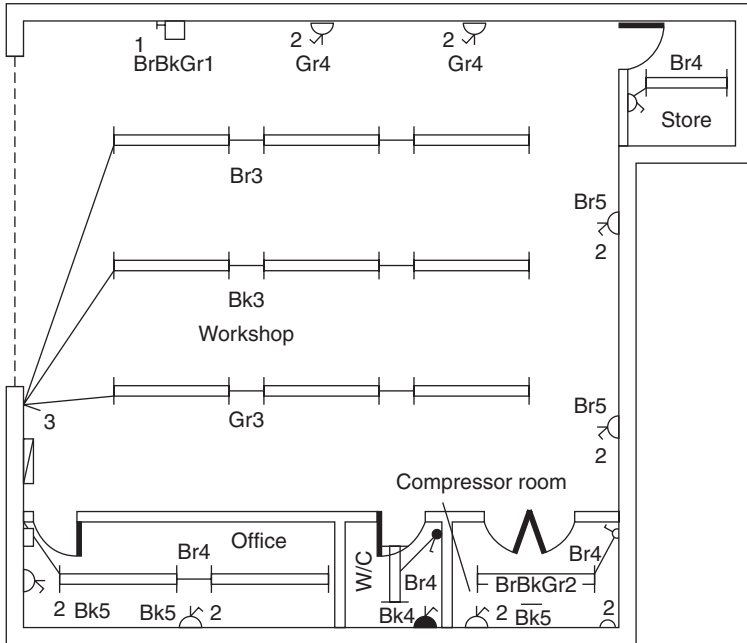 1
BrBkGr1
2
Gr4
2
Gr4
Br4
Store
Br3
Br5
2
Bk3
Workshop
Gr3
3
Br5
2
Compressor room
Office
Br4
W/C
Br4
Br4
BrBkGr2
2 Bk5
Bk5 2
Bk4
2
Bk5
2